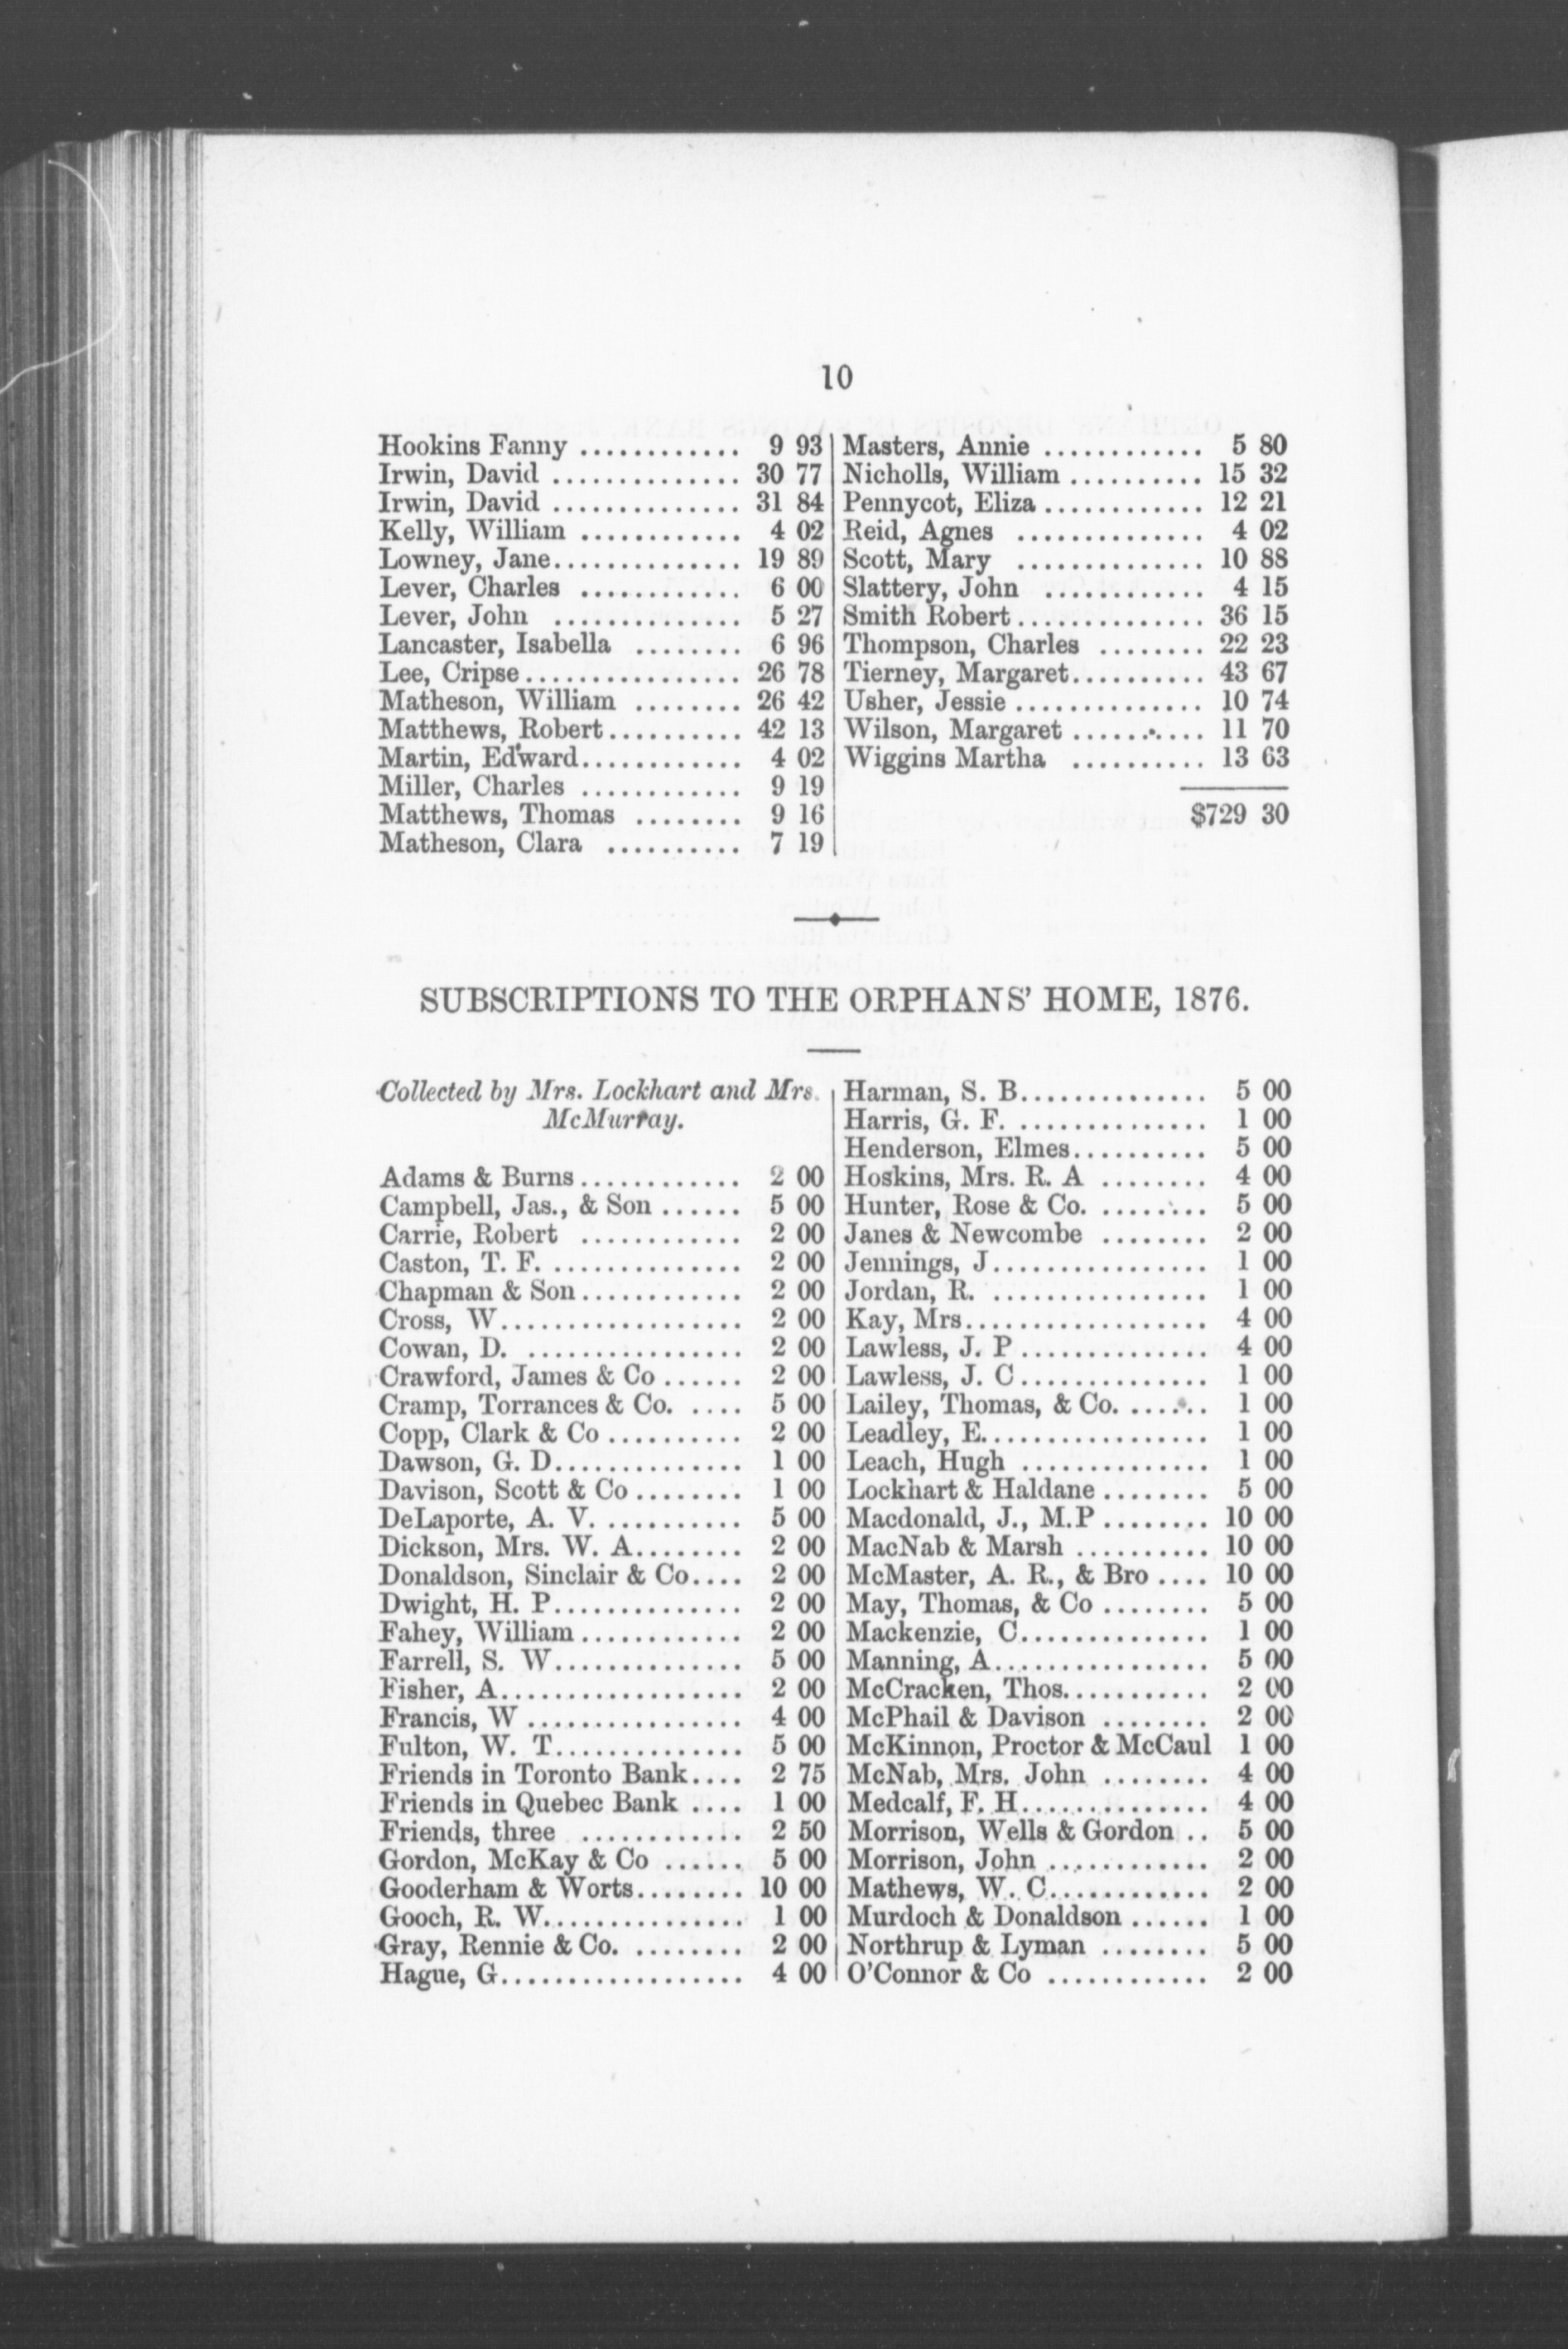 10
Hookins Fanny ............ 9 93
Irwin, David .............. 30 77
Irwin, David .............. 31 84
Kelly, William ............ 4 02
Lowney, Jane.............. 19 89
Lever, Charles ............ 6 00
Lever, John .............. 5 27
Lancaster, Isabella ........ 6 96
Lee, Cripse................ 26 78
Matheson, William ........ 26 42
Matthews, Robert.......... 42 13
Martin, Edward............ 4 02
Miller, Charles ............ 9 19
Matthews, Thomas ........ 9 16
Matheson, Clara .......... 7 19
Masters, Annie ............ 5 80
Nicholls, William .......... 15 32
Pennycot, Eliza ............ 12 21
Reid, Agnes .............. 4 02
Scott, Mary .............. 10 88
Slattery, John ............ 4 15
Smith Robert.............. 36 15
Thompson, Charles ........ 22 23
Tierney, Margaret.......... 43 67
Usher, Jessie .............. 10 74
Wilson, Margaret .......... 11 70
Wiggins Martha .......... 13 63
$729 30
SUBSCRIPTIONS TO THE ORPHANS' HOME, 1876.
Collected by Mrs. Lockhart and Mrs.
McMurray.
Adams & Burns............ 2 00
Campbell, Jas., & Son ...... 5 00
Carrie, Robert ............ 2 00
Caston, T. F. .............. 2 00
Chapman & Son............ 2 00
Cross, W.................. 2 00
Cowan, D. ................ 2 00
Crawford, James & Co ...... 2 00
Cramp, Torrances & Co. .... 5 00
Copp, Clark & Co .......... 2 00
Dawson, G. D.............. 1 00
Davison, Scott & Co ........ 1 00
DeLaporte, A. V. .......... 5 00
Dickson, Mrs. W. A........ 2 00
Donaldson, Sinclair & Co.... 2 00
Dwight, H. P.............. 2 00
Fahey, William............ 2 00
Farrell, S. W.............. 5 00
Fisher, A.................. 2 00
Francis, W ................ 4 00
Fulton, W. T.............. 5 00
Friends in Toronto Bank.... 2 75
Friends in Quebec Bank .... 1 00
Friends, three ............ 2 50
Gordon, McKay & Co ...... 5 00
Gooderham & Worts........ 10 00
Gooch, R. W............... 1 00
Gray, Rennie & Co. ........ 2 00
Hague, G.................. 4 00
Harman, S. B.............. 5 00
Harris, G. F. .............. 1 00
Henderson, Elmes.......... 5 00
Hoskins, Mrs. R. A ........ 4 00
Hunter, Rose & Co. ........ 5 00
Janes & Newcombe ........ 2 00
Jennings, J................ 1 00
Jordan, R. ................ 1 00
Kay, Mrs.................. 4 00
Lawless, J. P .............. 4 00
Lawless, J. C .............. 1 00
Lailey, Thomas, & Co. ...... 1 00
Leadley, E................. 1 00
Leach, Hugh .............. 1 00
Lockhart & Haldane ........ 5 00
Macdonald, J., M.P ........ 10 00
MacNab & Marsh .......... 10 00
McMaster, A. R., & Bro .... 10 00
May, Thomas, & Co ........ 5 00
Mackenzie, C.............. 1 00
Manning, A................ 5 00
McCracken, Thos........... 2 00
McPhail & Davison ........ 2 00
McKinnon, Proctor & McCaul 1 00
McNab, Mrs. John ........ 4 00
Medcalf, F. H.............. 4 00
Morrison, Wells & Gordon .. 5 00
Morrison, John ............ 2 00
Mathews, W. C............ 2 00
Murdoch & Donaldson ...... 1 00
Northrup & Lyman ........ 5 00
O'Connor & Co ............ 2 00